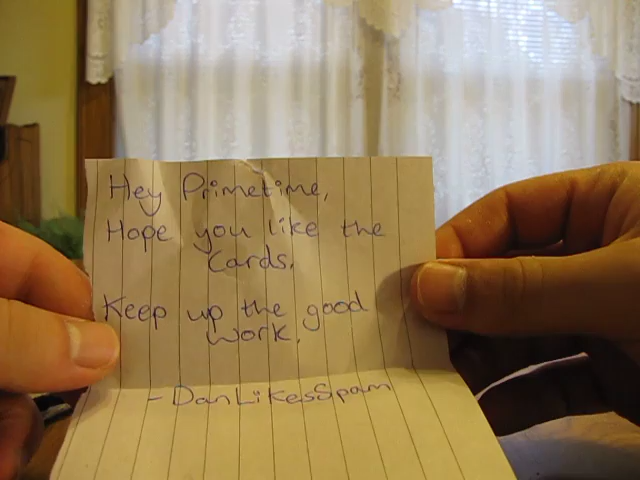 Hey Primetime,
Hope you like the
Cards.
Keep up the good
Work.
- DanLikesSpam